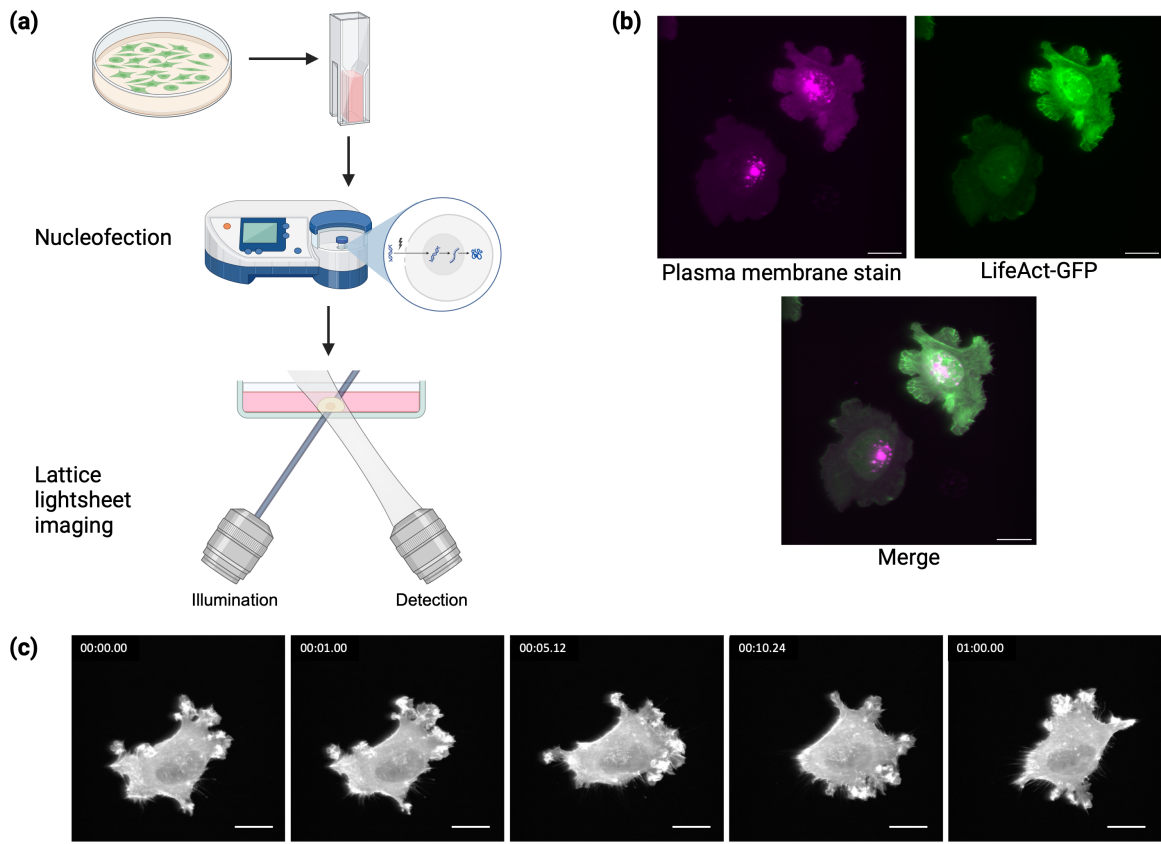 (a)
Nucleofection
Lattice
lightsheet
imaging
Illumination
Detection
(b)
Plasma membrane stain
LifeAct-GFP
Merge
(c)
00:00.00
00:01.00
00:05.12
00:10.24
01:00.00